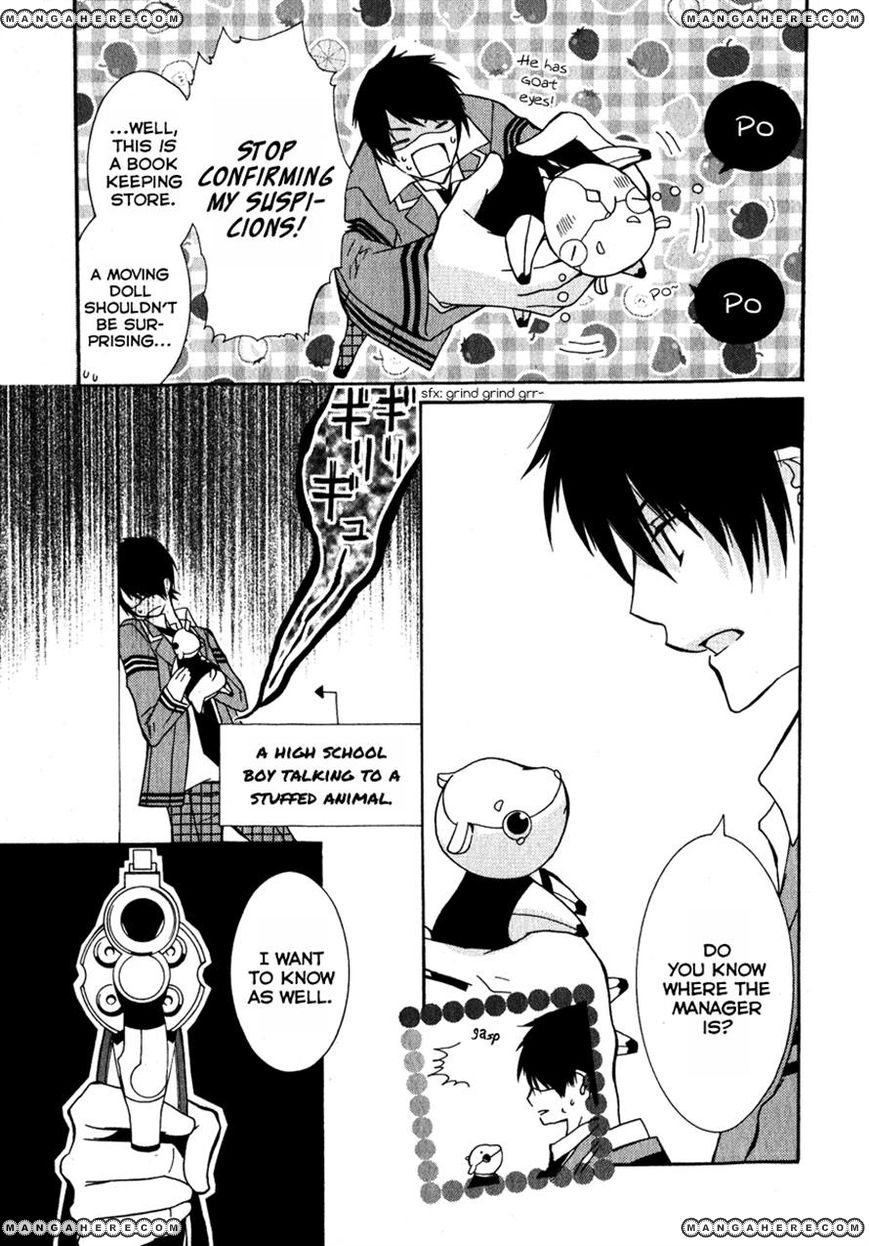 MANGAHERE.COM
MANGAHERE.COM
He has
goat
eyes!
Po
STOP
CONFIRMING
MY SUSPI-
CIONS!
...WELL,
THIS IS
A BOOK
KEEPING
STORE.
Po~
Po
A MOVING
DOLL
SHOULDN'T
BE SUR-
PRISING...
sfx: grind grind grr~
ギリ
ギリ
ギュ
DO
YOU KNOW
WHERE THE
MANAGER
IS?
gasp
A HIGH SCHOOL
BOY TALKING TO A
STUFFED ANIMAL.
I WANT
TO KNOW
AS WELL.
MANGAHERE.COM
MANGAHERE.COM